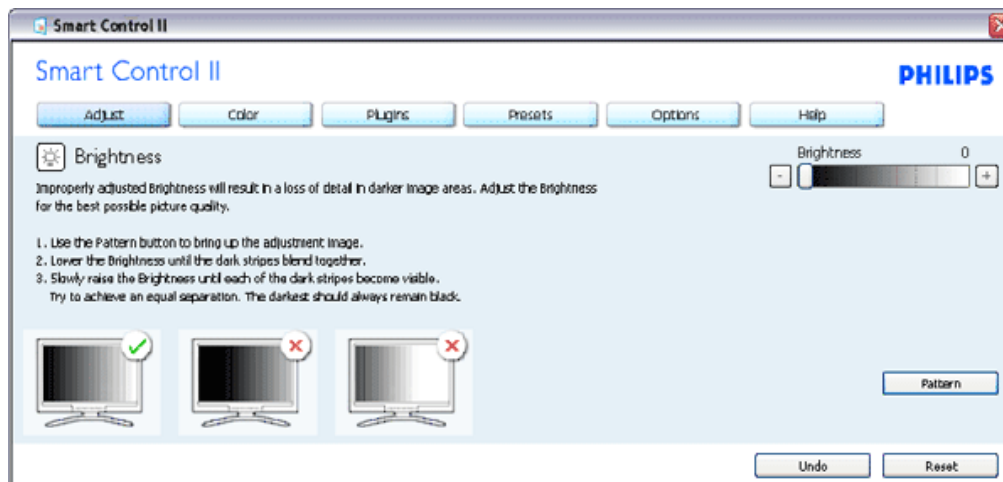 Smart Control II
Smart Control II
PHILIPS
Adjust Color Plugins Presets Options Help
Brightness
Brightness 0
- +
Improperly adjusted Brightness will result in a loss of detail in darker image areas. Adjust the Brightness
for the best possible picture quality.
1. Use the Pattern button to bring up the adjustment image.
2. Lower the Brightness until the dark stripes blend together.
3. Slowly raise the Brightness until each of the dark stripes become visible.
Try to achieve an equal separation. The darkest should always remain black.
Pattern
Undo Reset